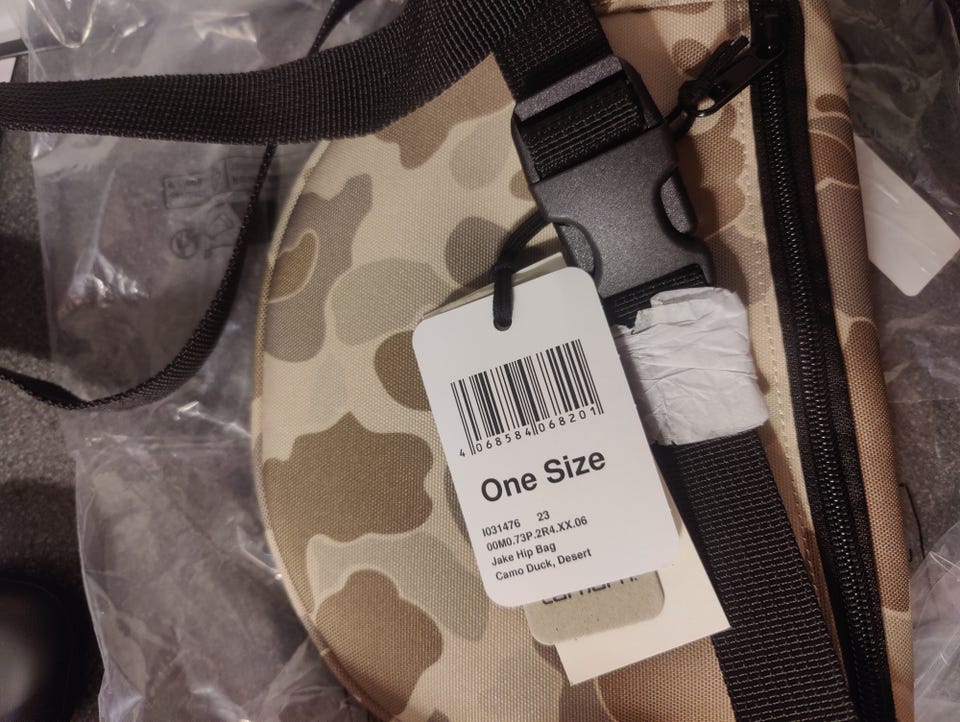 4 068584 068201
One Size
I031476 23
00M0.73P.2R4.XX.06
Jake Hip Bag
Camo Duck, Desert